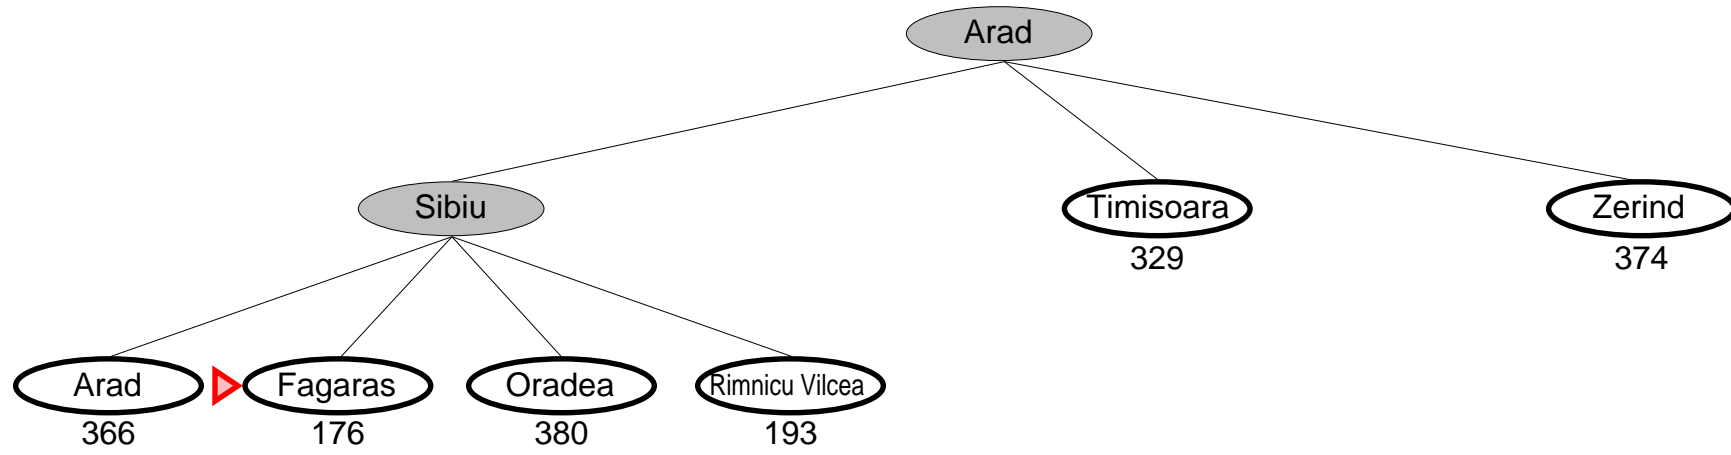 Arad
Sibiu
Timisoara
Zerind
329
374
Arad
Fagaras
Oradea
Rimnicu Vilcea
366
176
380
193